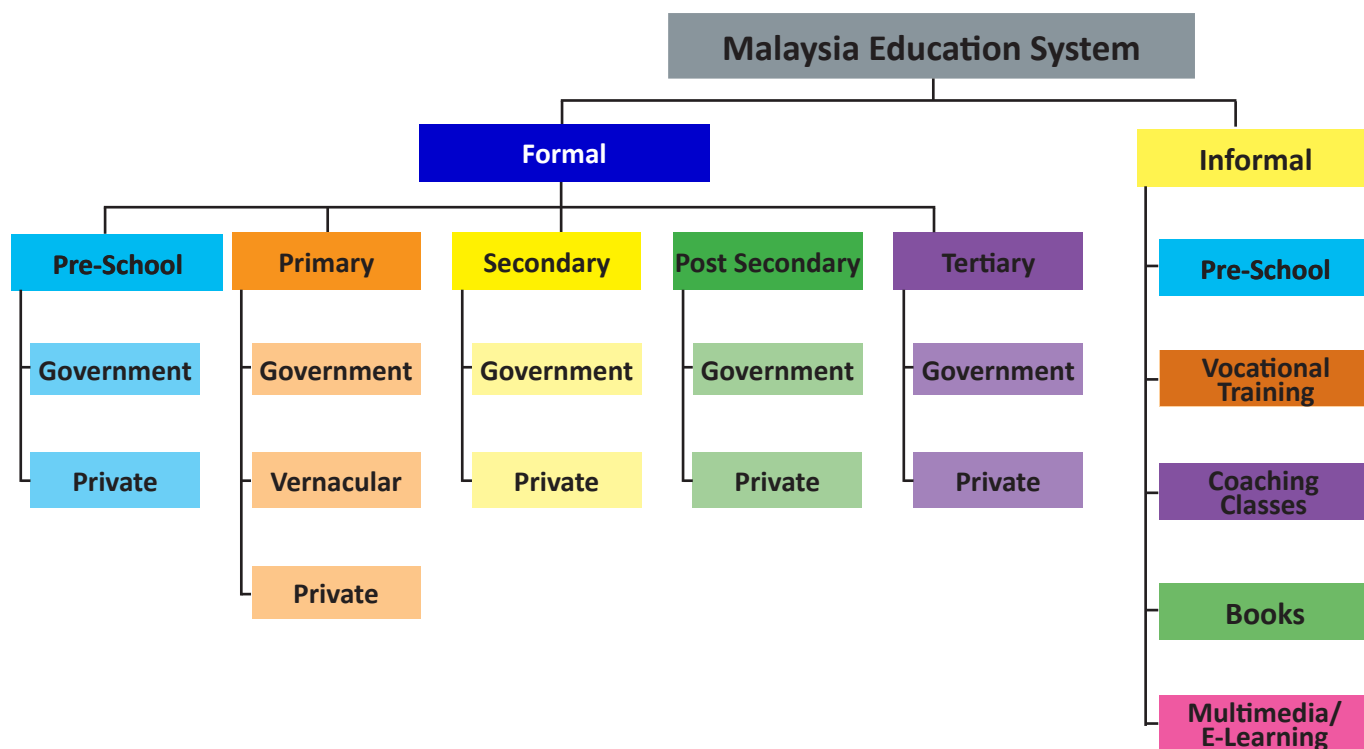 Malaysia Education System
Formal
Informal
Pre-School
Primary
Secondary
Post Secondary
Tertiary
Pre-School
Government
Government
Government
Government
Government
Vocational
Training
Private
Vernacular
Private
Private
Private
Coaching
Classes
Private
Books
Multimedia/
E-Learning